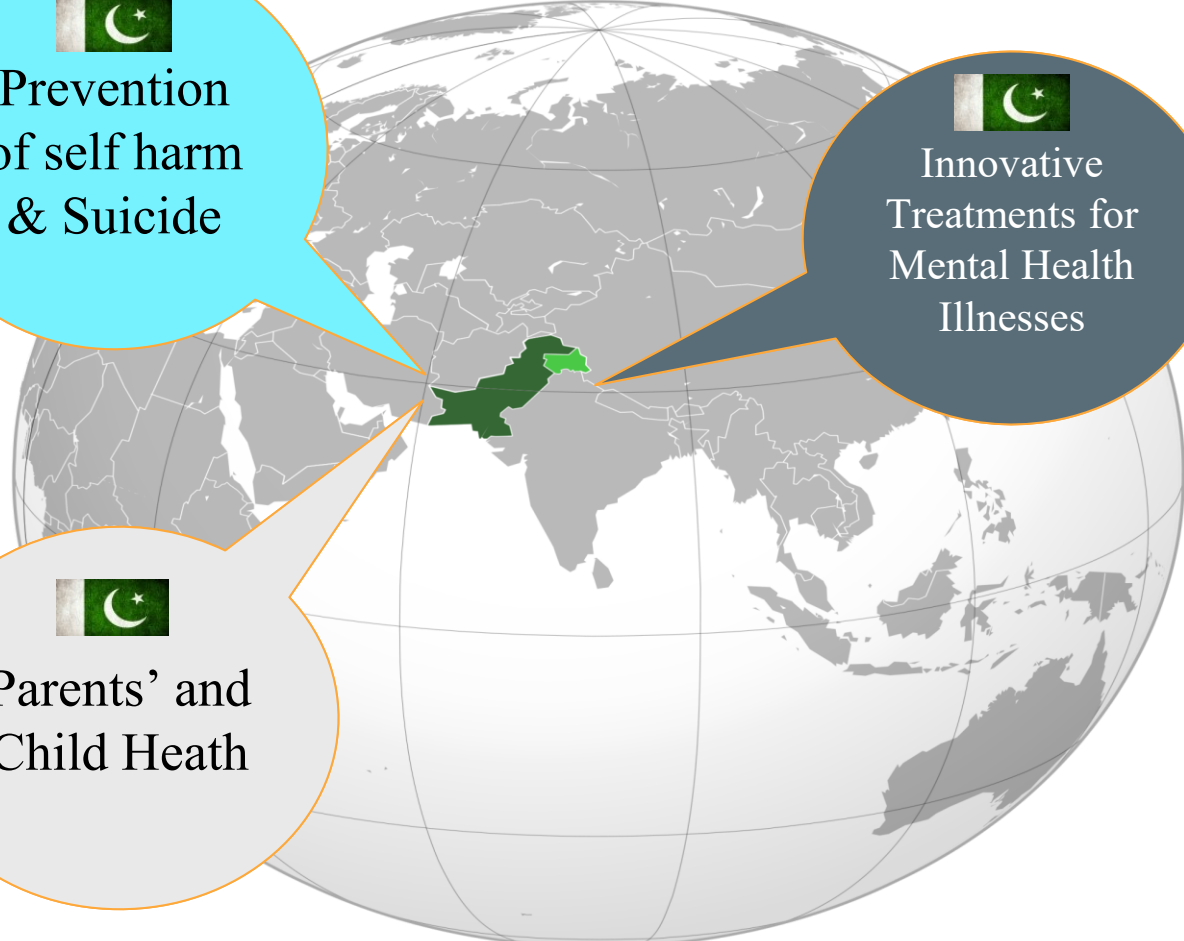 Prevention
of self harm
& Suicide
Innovative
Treatments for
Mental Health
Illnesses
Parents’ and
Child Heath